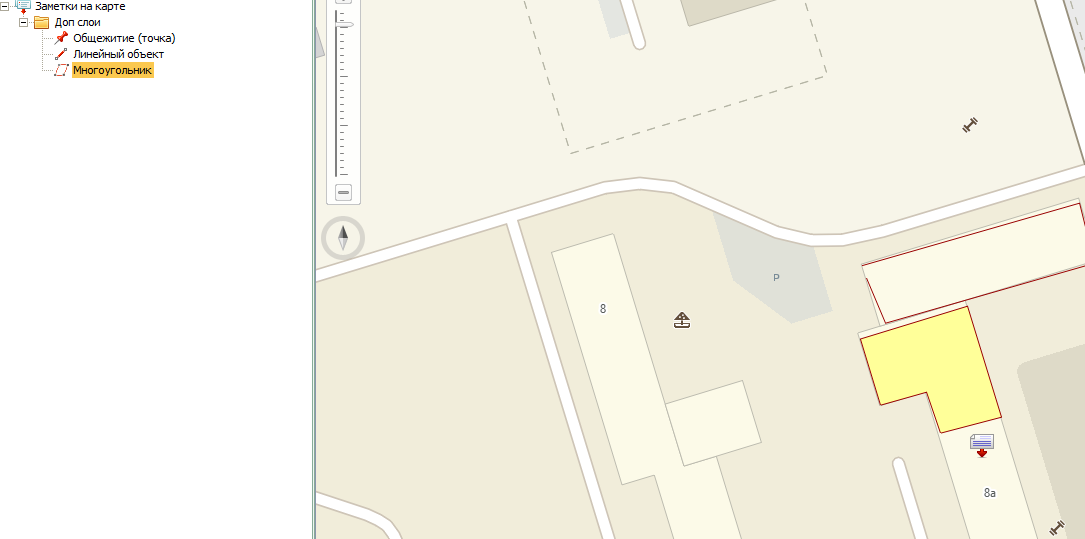 Заметки на карте
Доп слои
Общежитие (точка)
Линейный объект
Многоугольник
P
8
8а